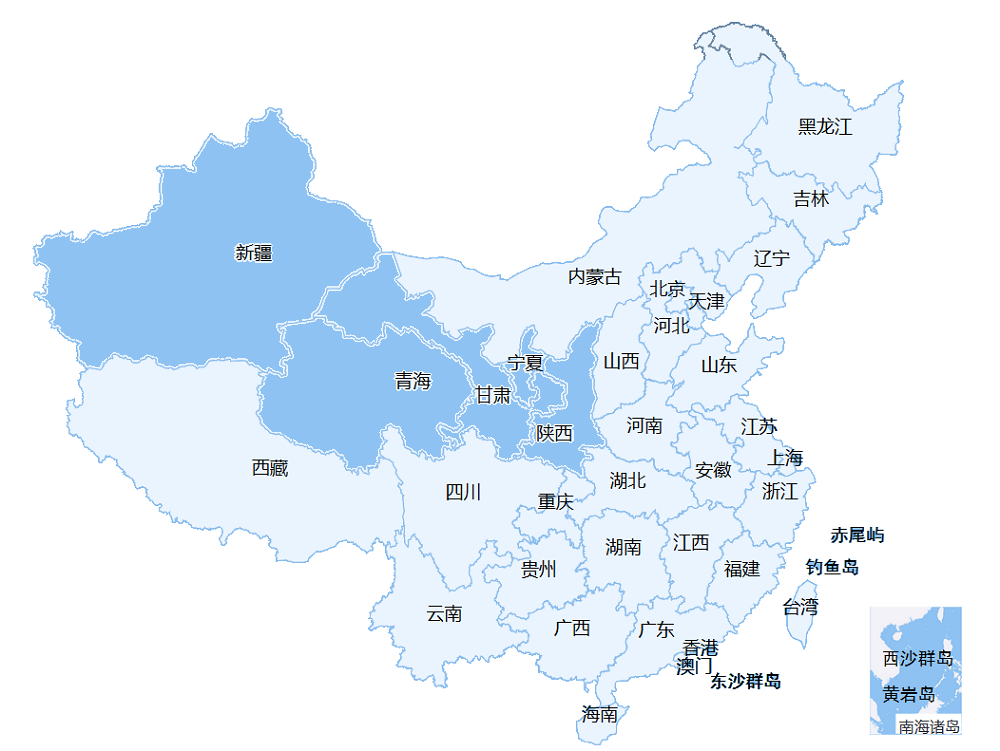 黑龙江
吉林
新疆
辽宁
内蒙古
北京
天津
河北
宁夏
山西
山东
青海
甘肃
河南
江苏
陕西
上海
西藏
安徽
湖北
四川
浙江
重庆
赤尾屿
湖南
江西
钓鱼岛
贵州
福建
台湾
云南
广西
广东
香港
西沙群岛
澳门
东沙群岛
黄岩岛
海南
南海诸岛